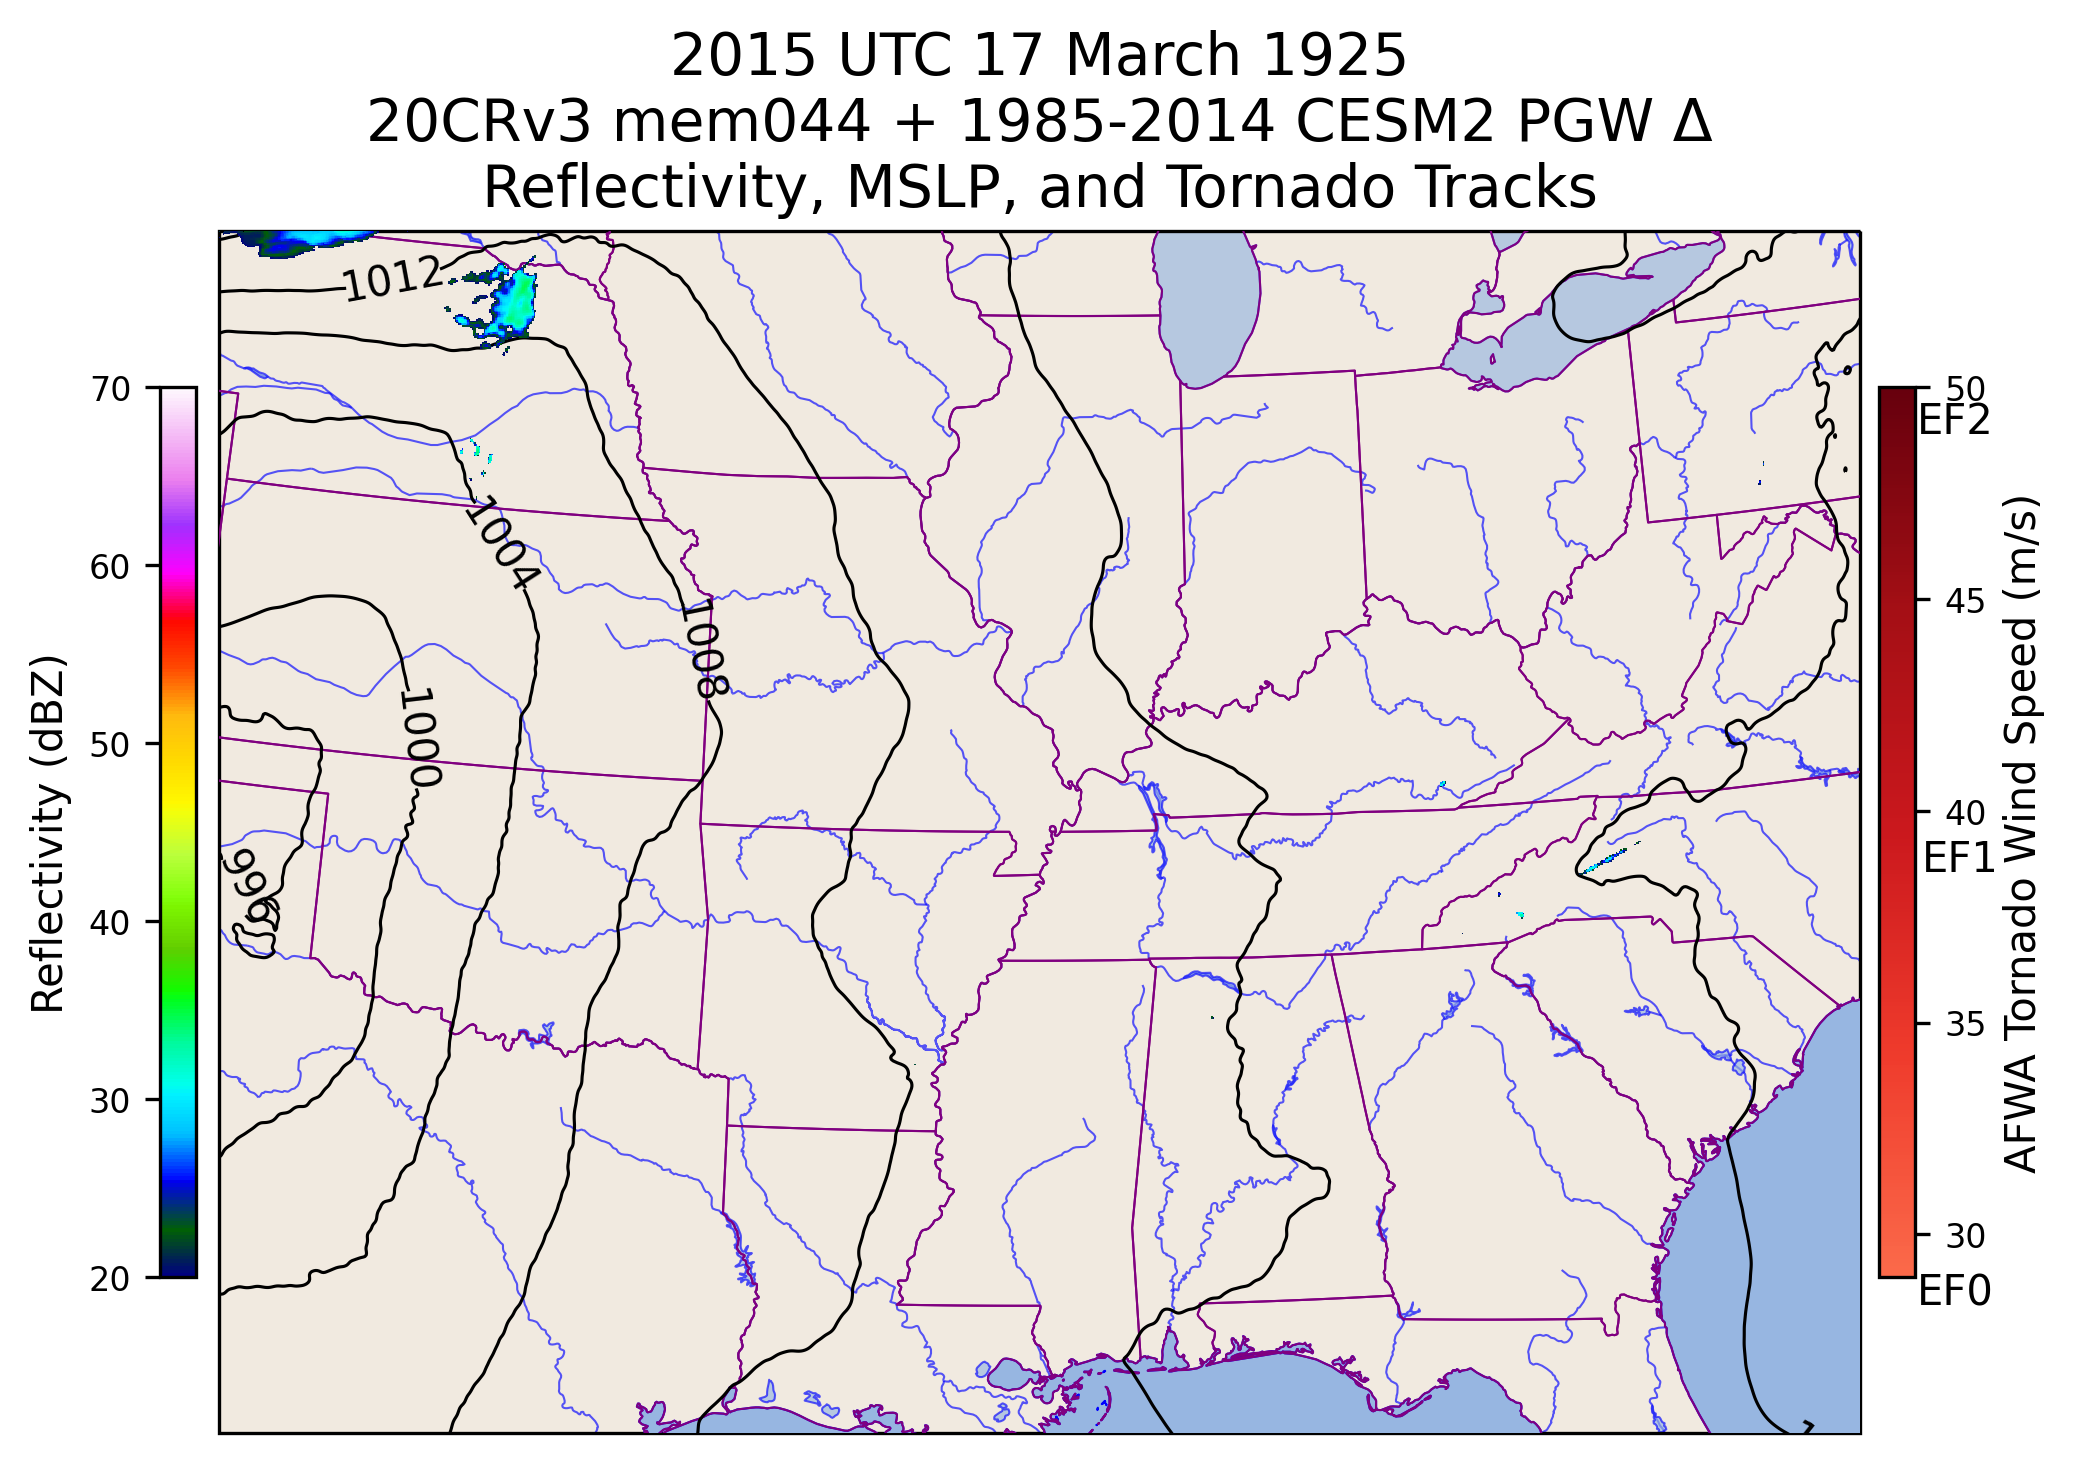 2015 UTC 17 March 1925
20CRv3 mem044 + 1985-2014 CESM2 PGW Δ
Reflectivity, MSLP, and Tornado Tracks
1012
1004
1008
1000
996
70
60
50
40
30
20
Reflectivity (dBZ)
50
EF2
45
40
EF1
35
30
EF0
AFWA Tornado Wind Speed (m/s)